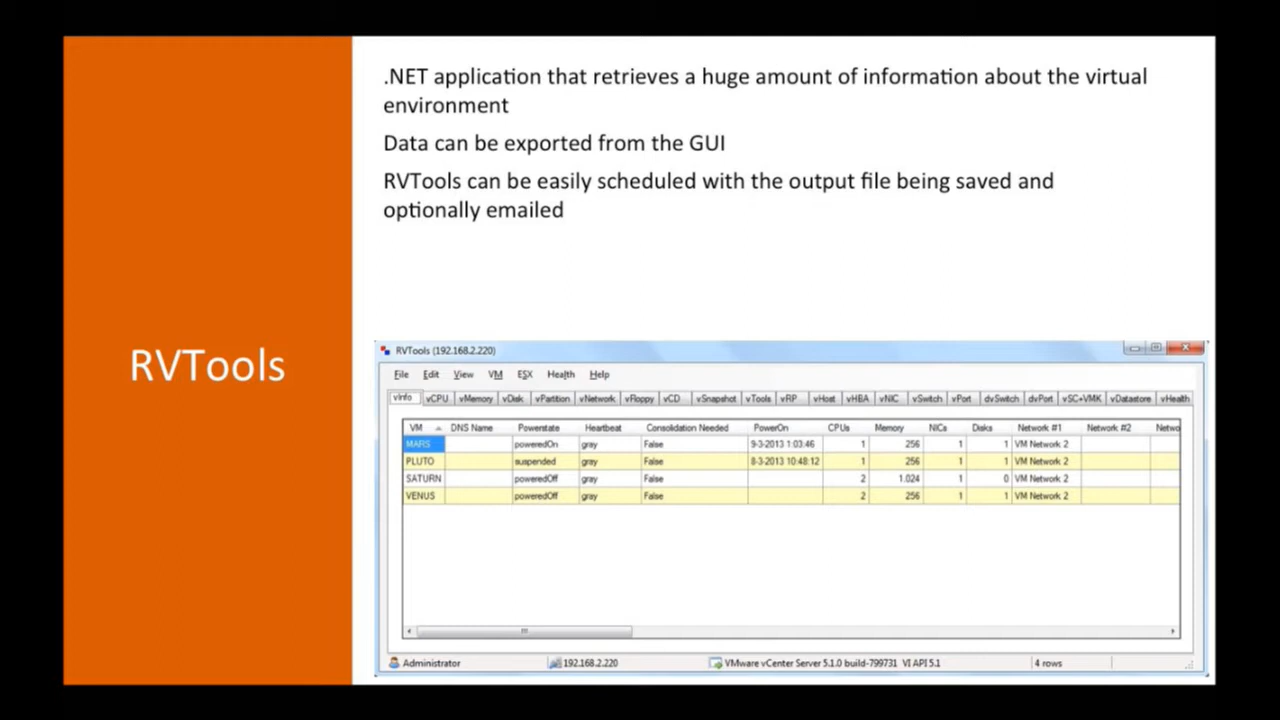 .NET application that retrieves a huge amount of information about the virtual
environment
Data can be exported from the GUI
RVTools can be easily scheduled with the output file being saved and
optionally emailed
RVTools
RVTools (192.168.2.220)
File Edit View VM ESX Health Help
vInfo vCPU vMemory vDisk vPartition vNetwork vFloppy vCD vSnapshot vTools vRP vHost vHBA vNIC vSwitch vPort dvSwitch dvPort vSC+VMK vDatastore vHealth
VM DNS Name Powerstate Heartbeat Consolidation Needed PowerOn CPUs Memory NICs Disks Network #1 Network #2 Netwo
MARS poweredOn gray False 9-3-2013 1:03:46 1 256 1 1 VM Network 2
PLUTO suspended gray False 8-3-2013 10:48:12 1 256 1 1 VM Network 2
SATURN poweredOff gray False 2 1.024 1 0 VM Network 2
VENUS poweredOff gray False 2 256 1 1 VM Network 2
Administrator 192.168.2.220 VMware vCenter Server 5.1.0 build-799731 VI API 5.1 4 rows